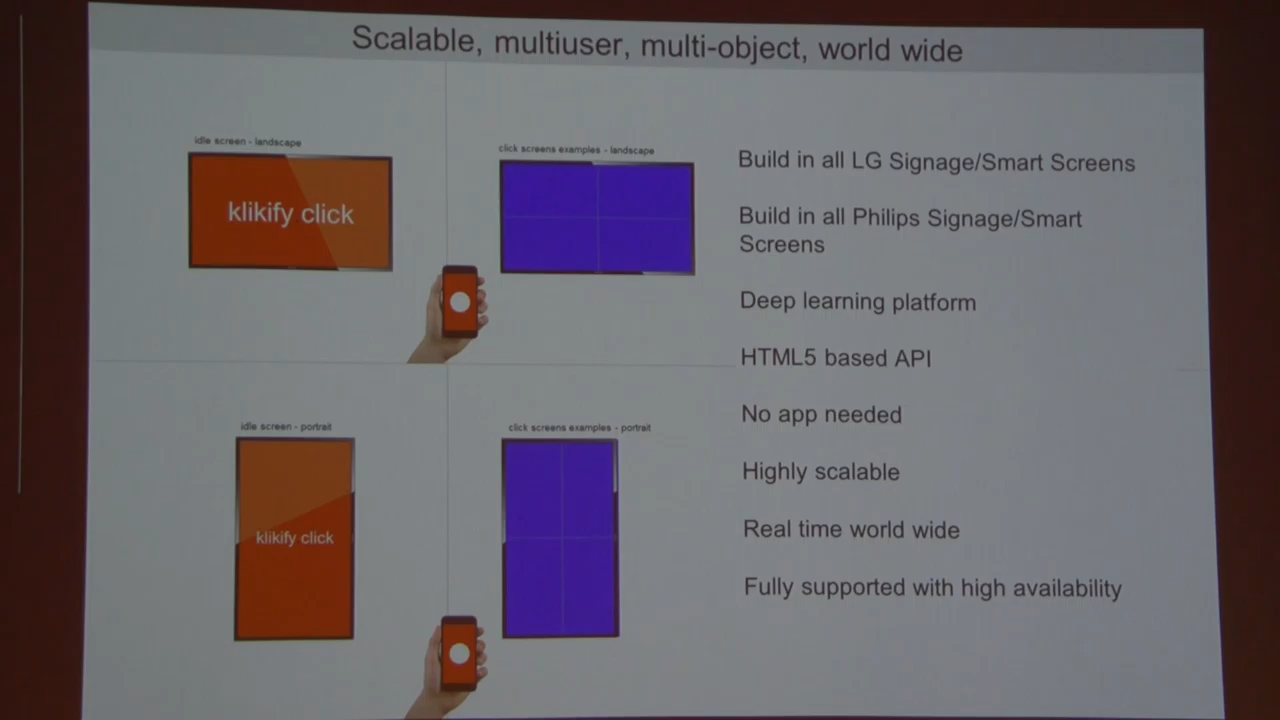 Scalable, multiuser, multi-object, world wide
idle screen - landscape
klikify click
click screens examples - landscape
idle screen - portrait
klikify click
click screens examples - portrait
Build in all LG Signage/Smart Screens
Build in all Philips Signage/Smart
Screens
Deep learning platform
HTML5 based API
No app needed
Highly scalable
Real time world wide
Fully supported with high availability